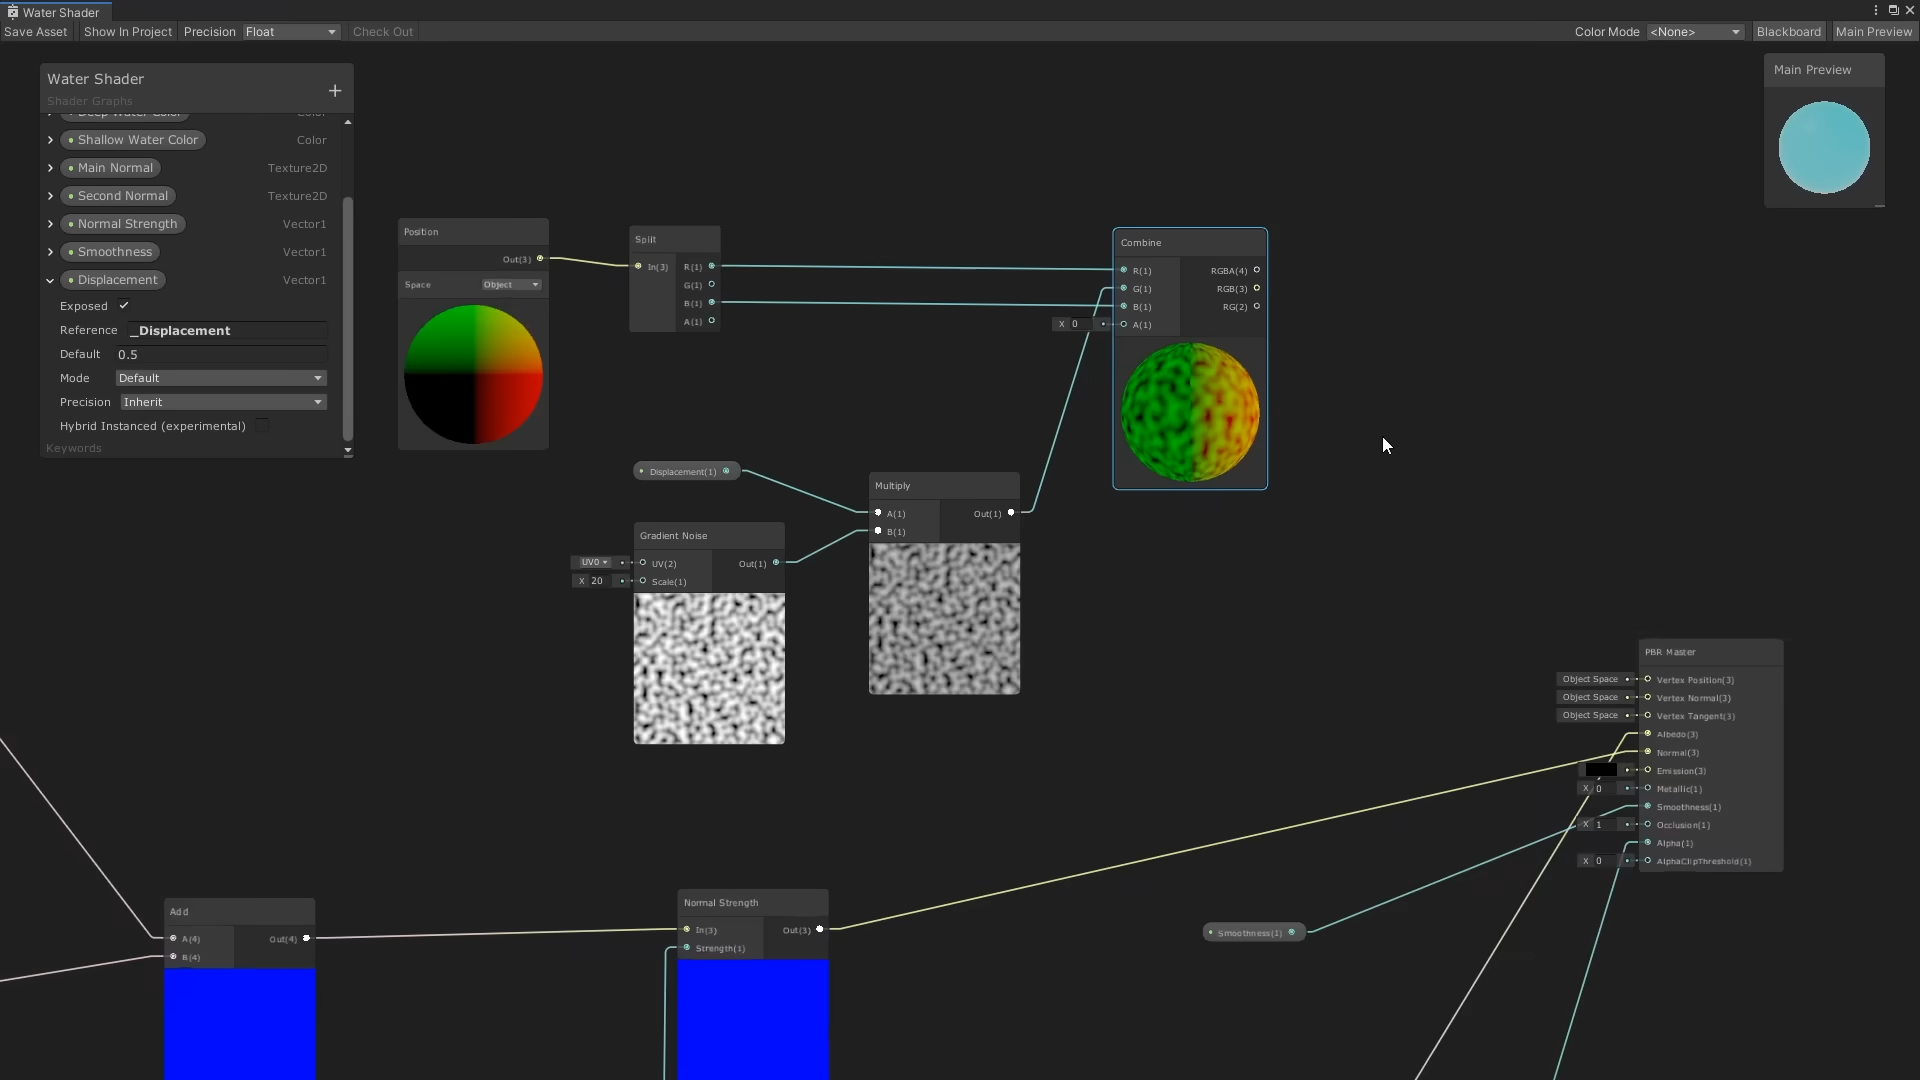 Water Shader
Save Asset Show In Project Precision Float Check Out Color Mode <None> Blackboard Main Preview
Water Shader
Shader Graphs
Deep Water Color Color
Shallow Water Color Color
Main Normal Texture2D
Second Normal Texture2D
Normal Strength Vector1
Smoothness Vector1
Displacement Vector1
Exposed
Reference _Displacement
Default 0.5
Mode Default
Precision Inherit
Hybrid Instanced (experimental)
Keywords
Main Preview
Position
Out(3)
Space Object
Split
In(3) R(1)
G(1)
B(1)
A(1)
Combine
R(1) RGBA(4)
G(1) RGB(3)
B(1) RG(2)
X 0 A(1)
Displacement(1)
Multiply
A(1) Out(1)
B(1)
Gradient Noise
UV0 UV(2) Out(1)
X 20 Scale(1)
PBR Master
Object Space Vertex Position(3)
Object Space Vertex Normal(3)
Object Space Vertex Tangent(3)
Albedo(3)
Normal(3)
Emission(3)
X 0 Metallic(1)
Smoothness(1)
X 1 Occlusion(1)
Alpha(1)
X 0 AlphaClipThreshold(1)
Add
A(4) Out(4)
B(4)
Normal Strength
In(3) Out(3)
Strength(1)
Smoothness(1)